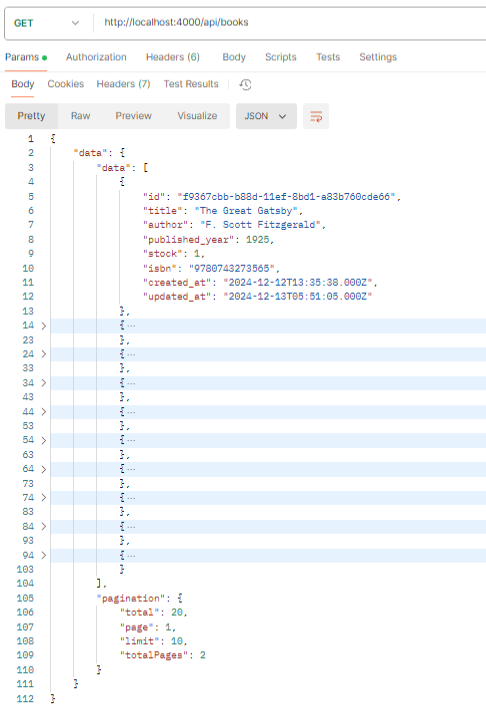 GET http://localhost:4000/api/books
Params Authorization Headers (6) Body Scripts Tests Settings
Body Cookies Headers (7) Test Results
Pretty Raw Preview Visualize JSON
1 {
2 "data": {
3 "data": [
4 {
5 "id": "f9367cbb-b88d-11ef-8bd1-a83b760cde66",
6 "title": "The Great Gatsby",
7 "author": "F. Scott Fitzgerald",
8 "published_year": 1925,
9 "stock": 1,
10 "isbn": "9780743273565",
11 "created_at": "2024-12-12T13:35:38.000Z",
12 "updated_at": "2024-12-13T05:51:05.000Z"
13 },
14 > {...
23 },
24 > {...
33 },
34 > {...
43 },
44 > {...
53 },
54 > {...
63 },
64 > {...
73 },
74 > {...
83 },
84 > {...
93 },
94 > {...
103 }
104 ],
105 "pagination": {
106 "total": 20,
107 "page": 1,
108 "limit": 10,
109 "totalPages": 2
110 }
111 }
112 }